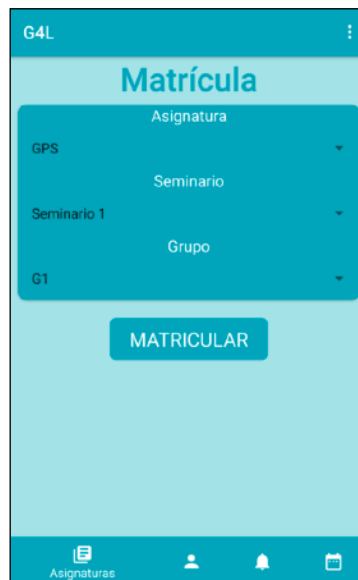 G4L
Matrícula
Asignatura
GPS
Seminario
Seminario 1
Grupo
G1
MATRICULAR
Asignaturas